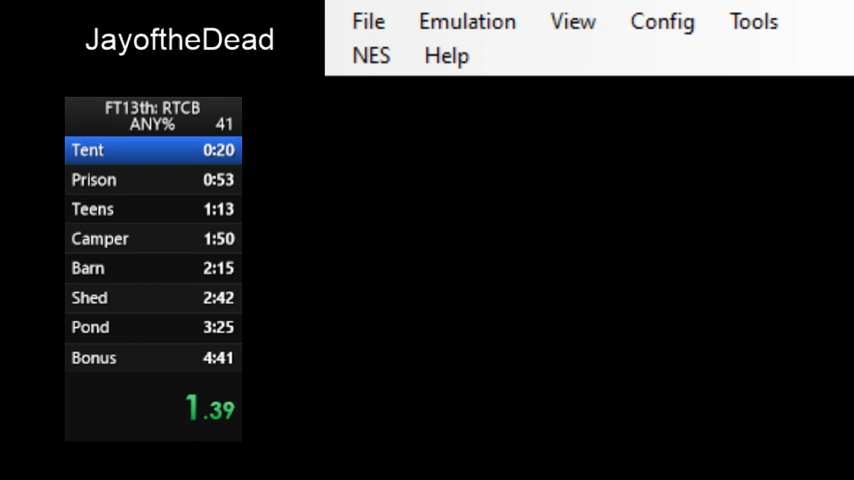 JayoftheDead
File Emulation View Config Tools
NES Help
FT13th: RTCB
ANY% 41
Tent 0:20
Prison 0:53
Teens 1:13
Camper 1:50
Barn 2:15
Shed 2:42
Pond 3:25
Bonus 4:41
1.39